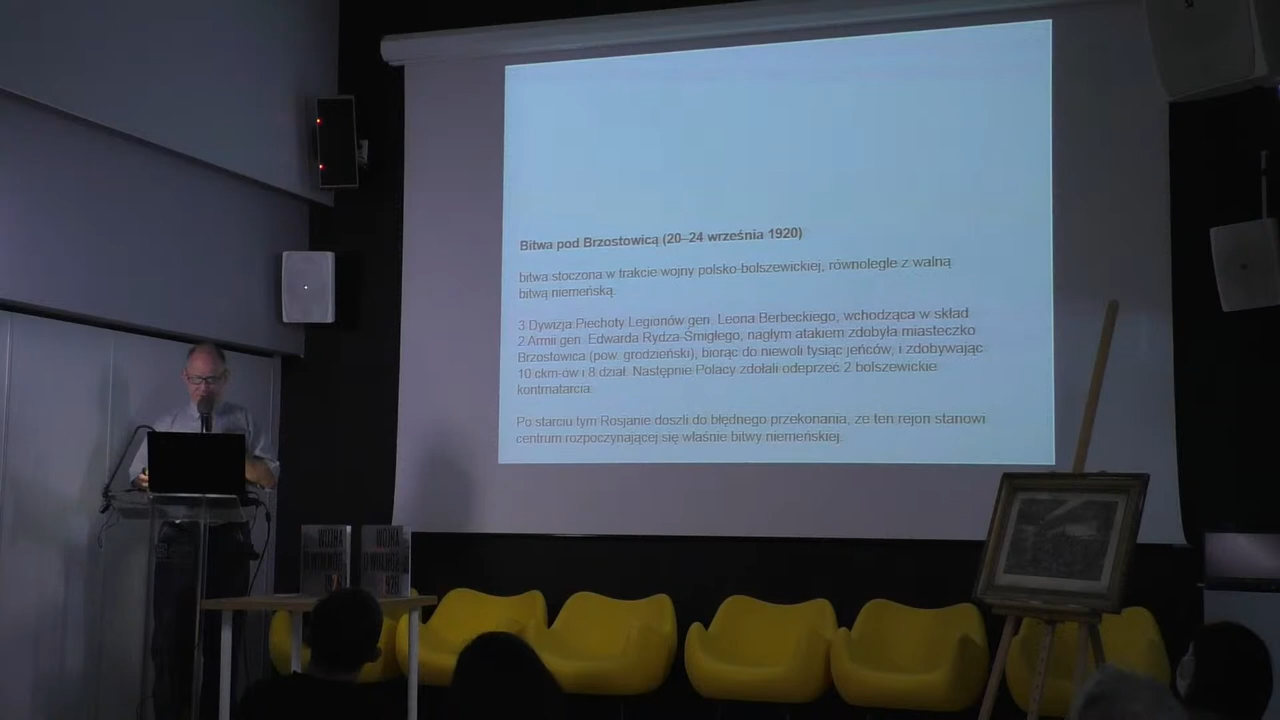 Bitwa pod Brzostowicą (20–24 września 1920)
bitwa stoczona w trakcie wojny polsko-bolszewickiej, równolegle z walną
bitwą niemeńską.
3 Dywizja Piechoty Legionów gen. Leona Berbeckiego, wchodząca w skład
2 Armii gen. Edwarda Rydza-Śmigłego, nagłym atakiem zdobyła miasteczko
Brzostowica (pow. grodzieński), biorąc do niewoli tysiąc jeńców, i zdobywając
10 ckm-ów i 8 dział. Następnie Polacy zdołali odeprzeć 2 bolszewickie
kontrnatarcia.
Po starciu tym Rosjanie doszli do błędnego przekonania, że ten rejon stanowi
centrum rozpoczynającej się właśnie bitwy niemeńskiej.
WOJNA
WOJNA